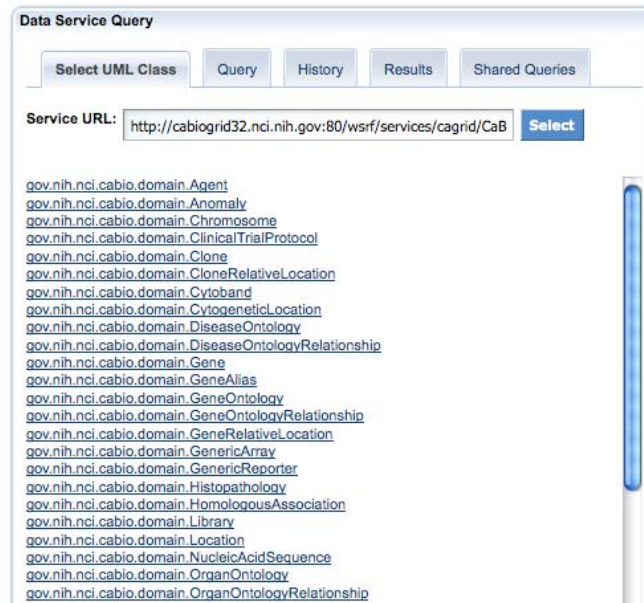 Data Service Query
Select UML Class Query History Results Shared Queries
Service URL: http://cabiogrid32.nci.nih.gov:80/wsrf/services/cagrid/CaB Select
gov.nih.nci.cabio.domain.Agent
gov.nih.nci.cabio.domain.Anomaly
gov.nih.nci.cabio.domain.Chromosome
gov.nih.nci.cabio.domain.ClinicalTrialProtocol
gov.nih.nci.cabio.domain.Clone
gov.nih.nci.cabio.domain.CloneRelativeLocation
gov.nih.nci.cabio.domain.Cytoband
gov.nih.nci.cabio.domain.CytogeneticLocation
gov.nih.nci.cabio.domain.DiseaseOntology
gov.nih.nci.cabio.domain.DiseaseOntologyRelationship
gov.nih.nci.cabio.domain.Gene
gov.nih.nci.cabio.domain.GeneAlias
gov.nih.nci.cabio.domain.GeneOntology
gov.nih.nci.cabio.domain.GeneOntologyRelationship
gov.nih.nci.cabio.domain.GeneRelativeLocation
gov.nih.nci.cabio.domain.GenericArray
gov.nih.nci.cabio.domain.GenericReporter
gov.nih.nci.cabio.domain.Histopathology
gov.nih.nci.cabio.domain.HomologousAssociation
gov.nih.nci.cabio.domain.Library
gov.nih.nci.cabio.domain.Location
gov.nih.nci.cabio.domain.NucleicAcidSequence
gov.nih.nci.cabio.domain.OrganOntology
gov.nih.nci.cabio.domain.OrganOntologyRelationship